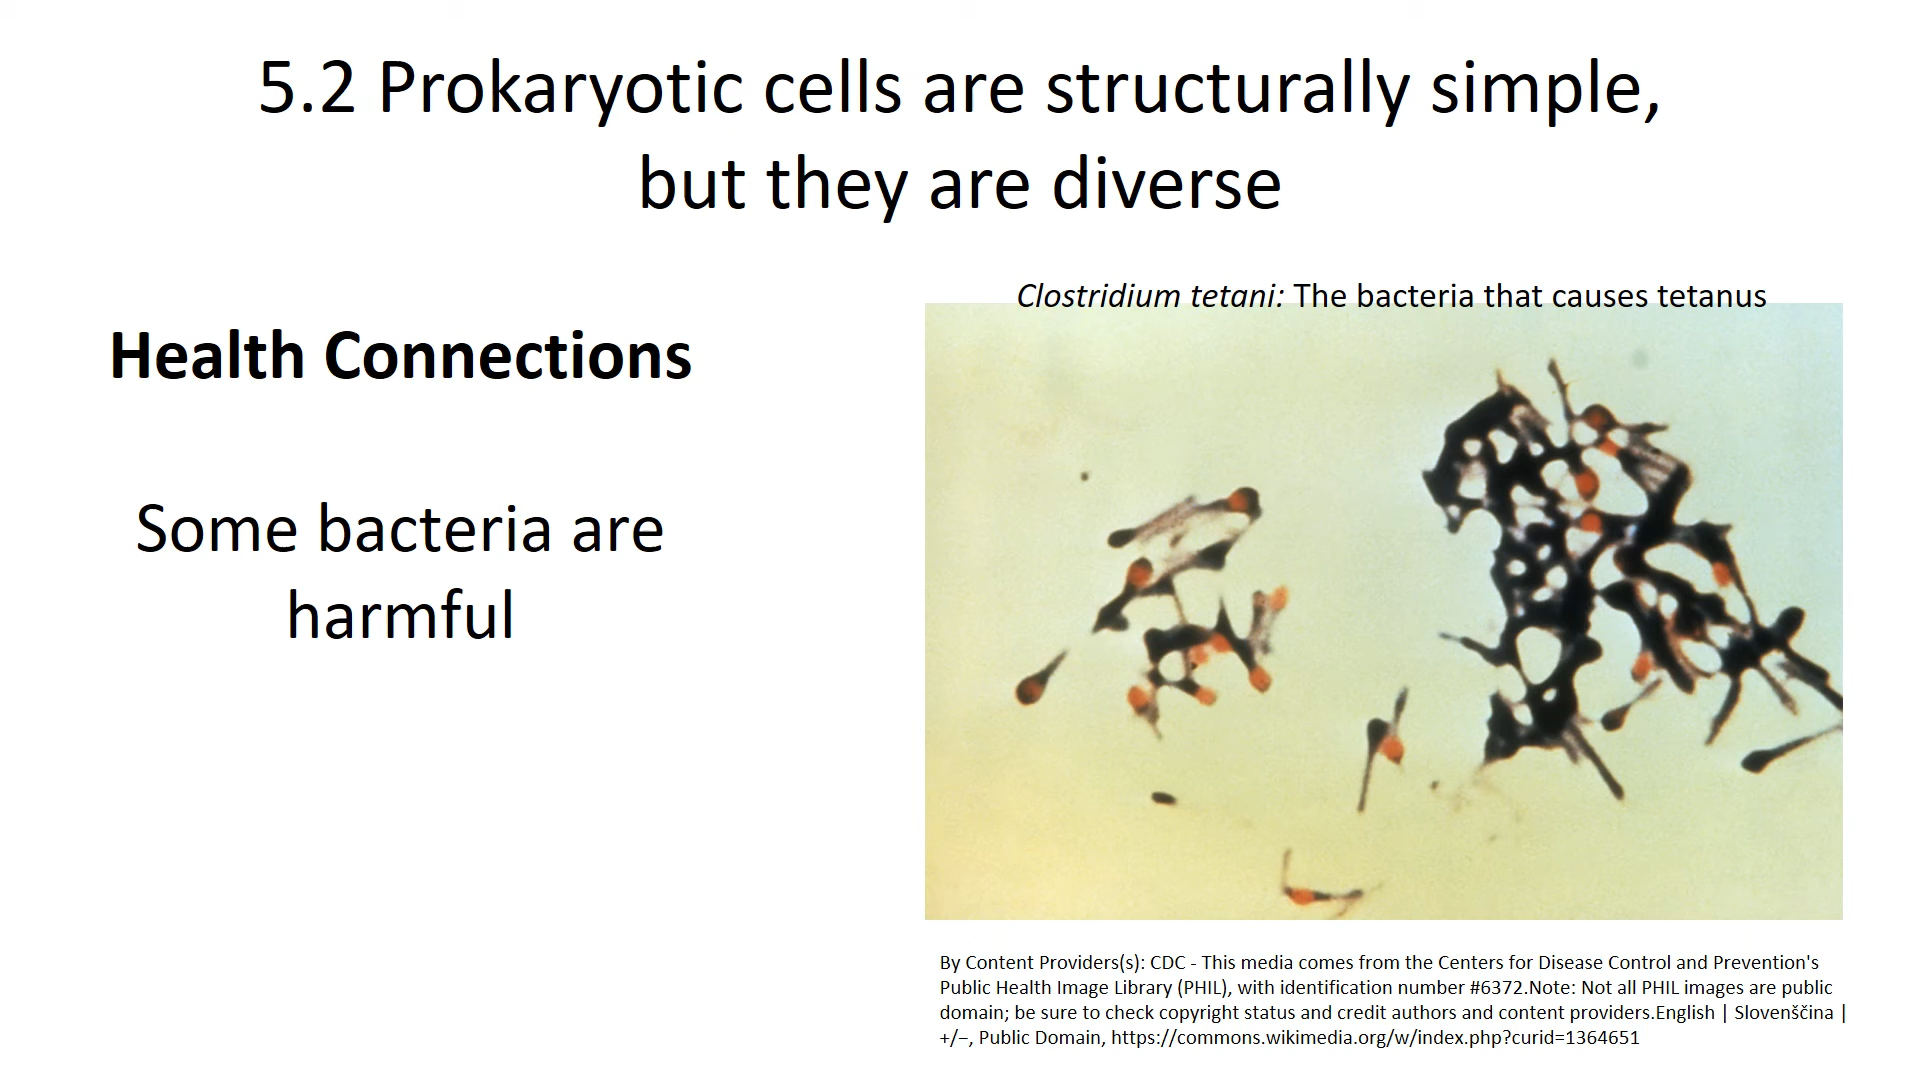 5.2 Prokaryotic cells are structurally simple,
but they are diverse
Health Connections
Some bacteria are
harmful
Clostridium tetani: The bacteria that causes tetanus
By Content Providers(s): CDC - This media comes from the Centers for Disease Control and Prevention's
Public Health Image Library (PHIL), with identification number #6372.Note: Not all PHIL images are public
domain; be sure to check copyright status and credit authors and content providers.English | Slovenščina |
+/−, Public Domain, https://commons.wikimedia.org/w/index.php?curid=1364651